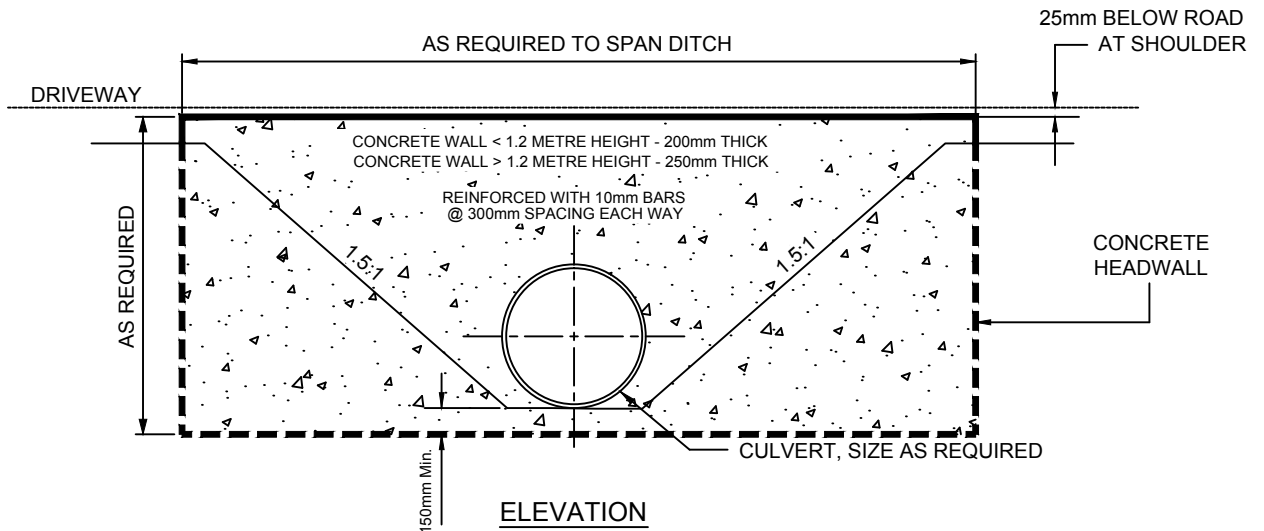 25mm BELOW ROAD
AT SHOULDER
AS REQUIRED TO SPAN DITCH
DRIVEWAY
CONCRETE WALL < 1.2 METRE HEIGHT - 200mm THICK
CONCRETE WALL > 1.2 METRE HEIGHT - 250mm THICK
REINFORCED WITH 10mm BARS
@ 300mm SPACING EACH WAY
AS REQUIRED
1.5:1
1.5:1
CONCRETE
HEADWALL
CULVERT, SIZE AS REQUIRED
150mm Min.
ELEVATION